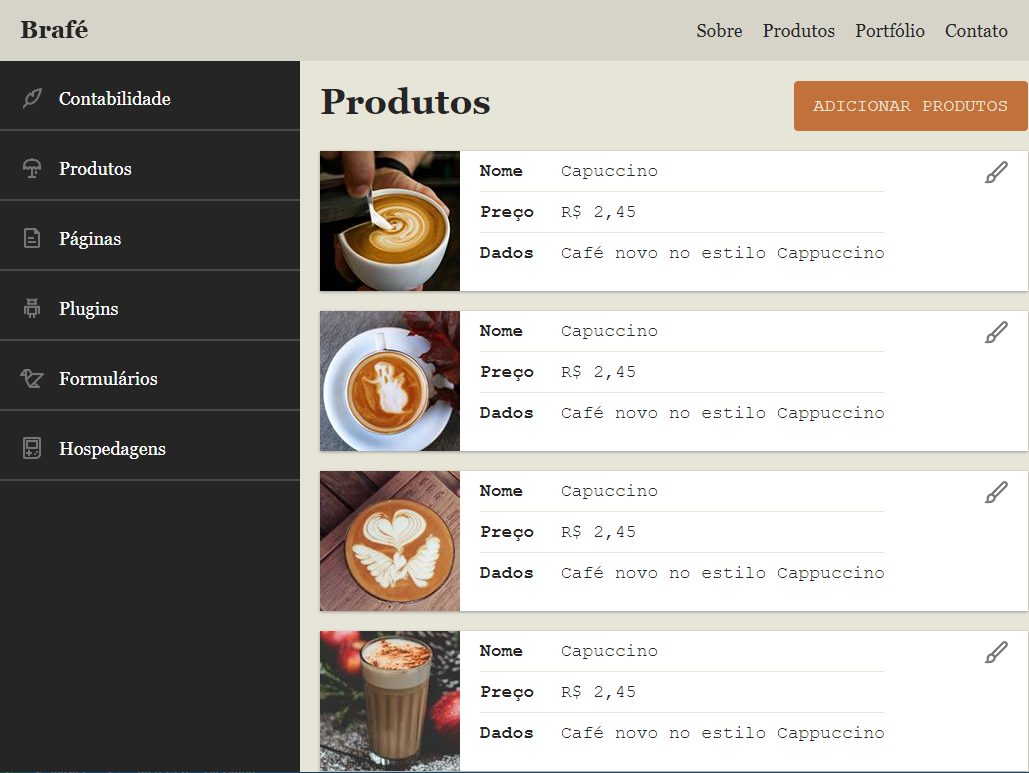 Brafé
Sobre Produtos Portfólio Contato
Contabilidade
Produtos
Páginas
Plugins
Formulários
Hospedagens
Produtos
ADICIONAR PRODUTOS
Nome Capuccino
Preço R$ 2,45
Dados Café novo no estilo Cappuccino
Nome Capuccino
Preço R$ 2,45
Dados Café novo no estilo Cappuccino
Nome Capuccino
Preço R$ 2,45
Dados Café novo no estilo Cappuccino
Nome Capuccino
Preço R$ 2,45
Dados Café novo no estilo Cappuccino